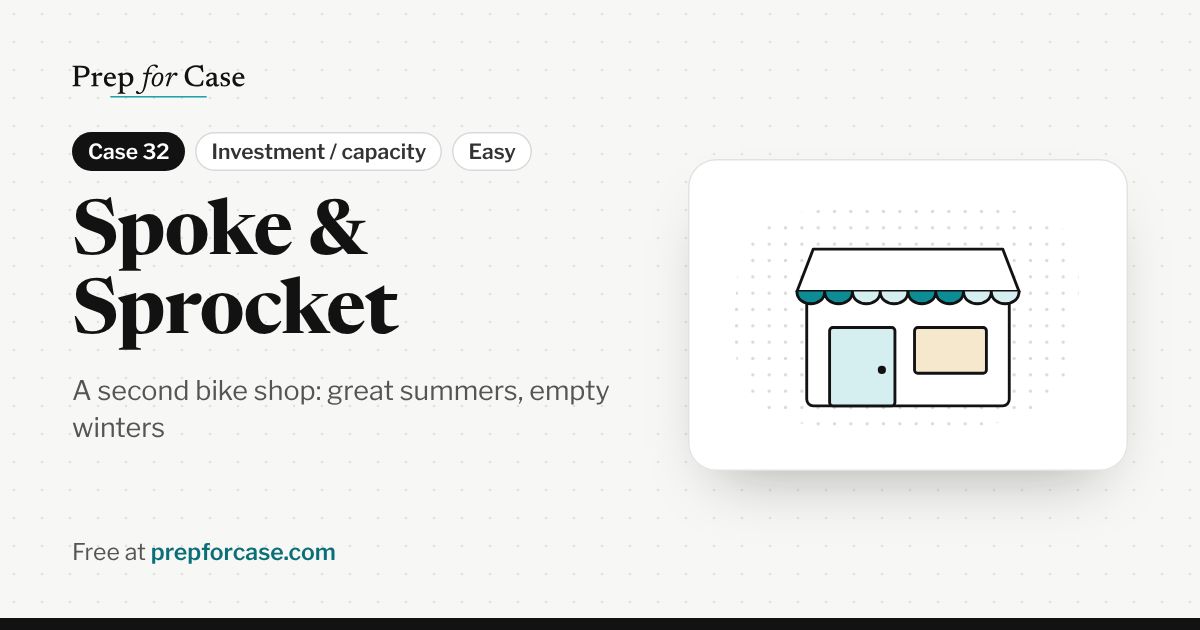 Prep for Case
Case 32
Investment / capacity
Easy
Spoke &
Sprocket
A second bike shop: great summers, empty
winters
Free at prepforcase.com